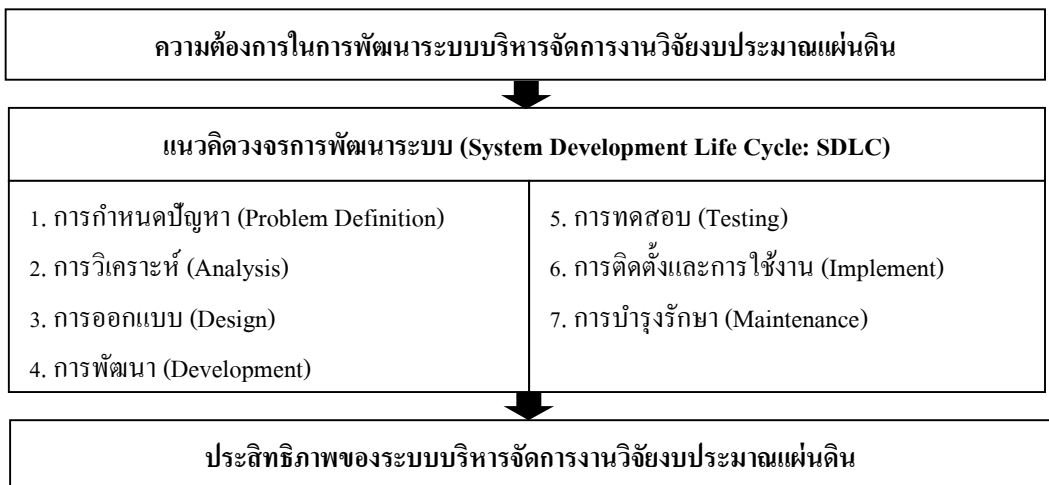 ความต้องการในการพัฒนาระบบบริหารจัดการงานวิจัยงบประมาณแผ่นดิน
แนวคิดวงจรการพัฒนาระบบ (System Development Life Cycle: SDLC)
1. การกำหนดปัญหา (Problem Definition)
2. การวิเคราะห์ (Analysis)
3. การออกแบบ (Design)
4. การพัฒนา (Development)
5. การทดสอบ (Testing)
6. การติดตั้งและการใช้งาน (Implement)
7. การบำรุงรักษา (Maintenance)
ประสิทธิภาพของระบบบริหารจัดการงานวิจัยงบประมาณแผ่นดิน